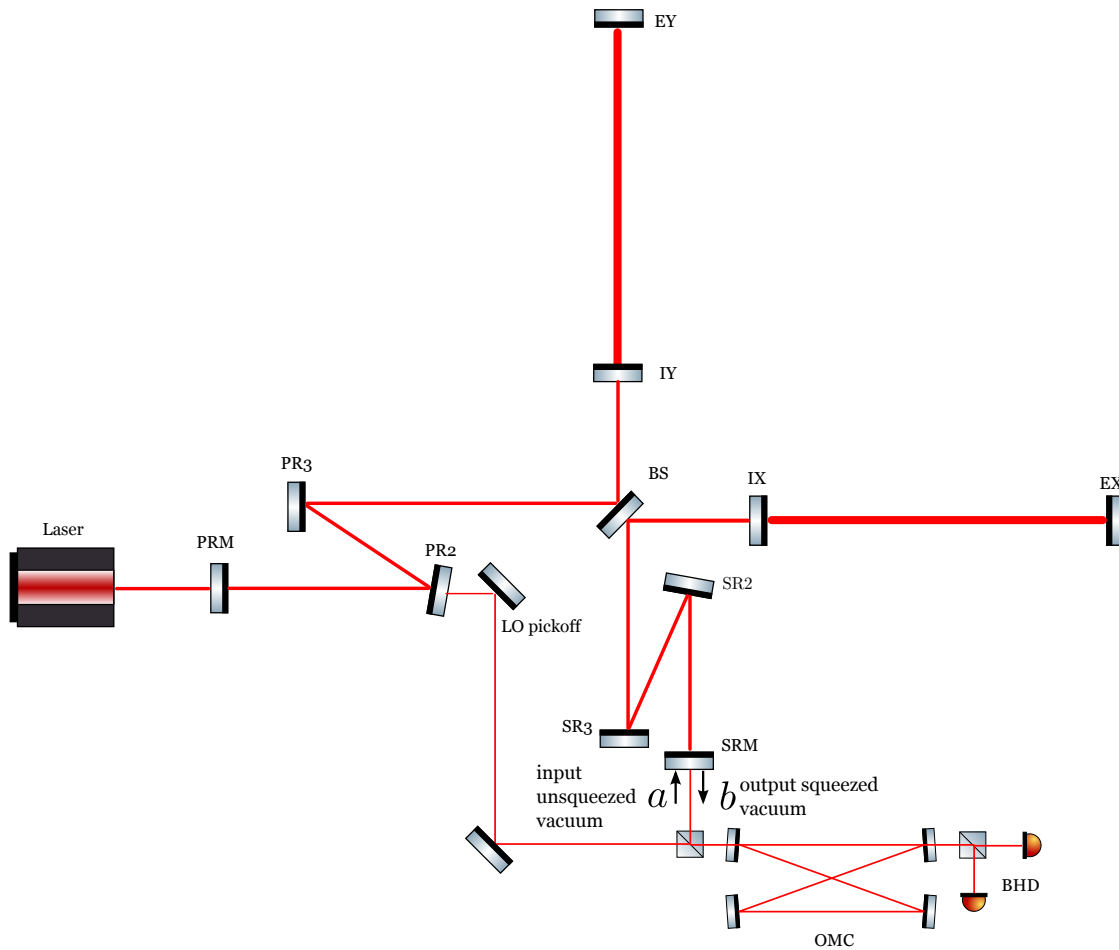 EY
IY
BS
IX
EX
PR3
Laser
PRM
PR2
SR2
LO pickoff
SR3
SRM
input
unsqueezed
vacuum
a
b
output squeezed
vacuum
BHD
OMC